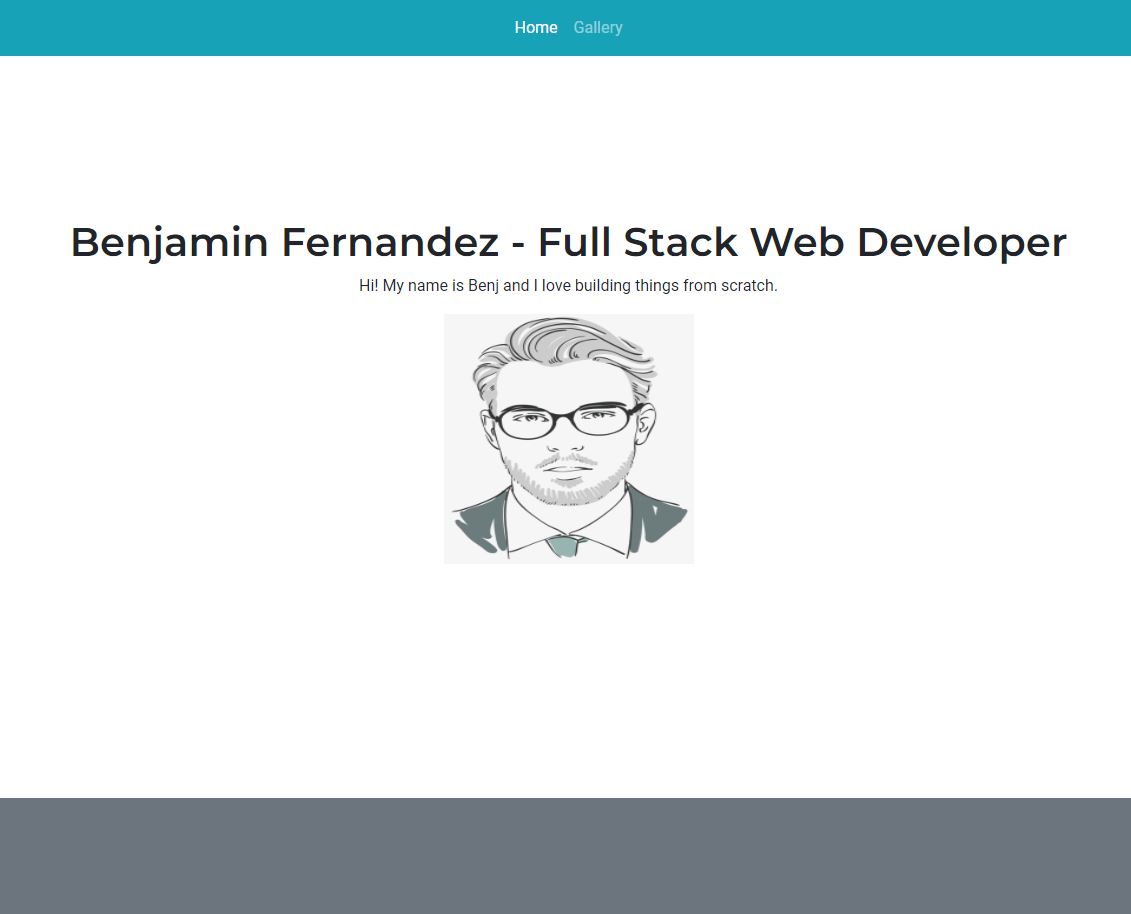 Home Gallery
Benjamin Fernandez - Full Stack Web Developer
Hi! My name is Benj and I love building things from scratch.